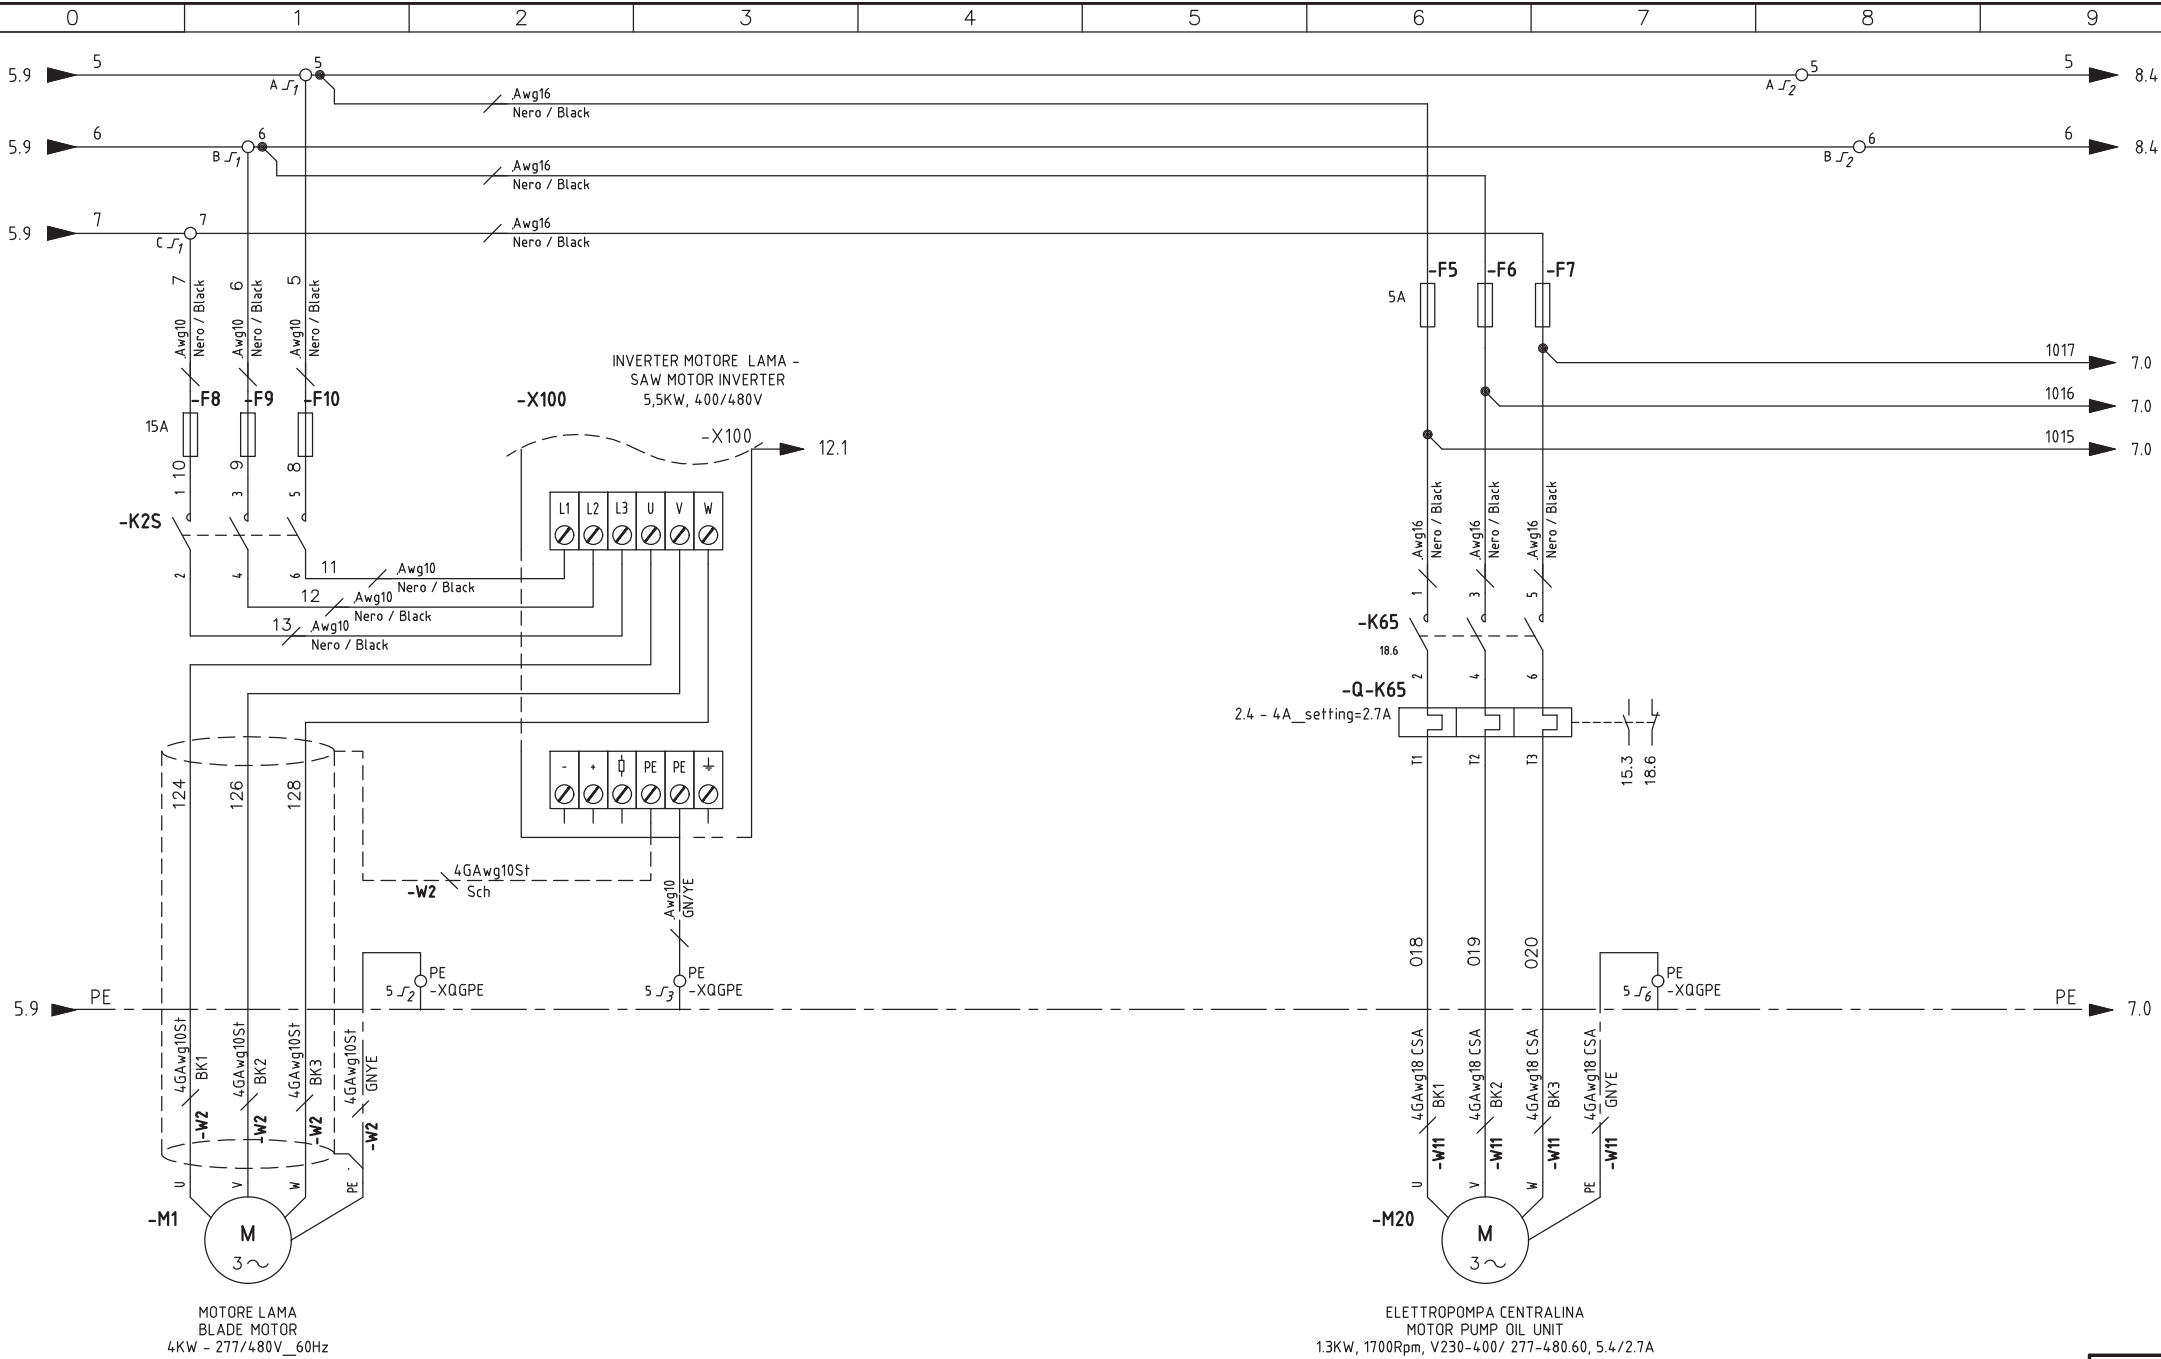 0 1 2 3 4 5 6 7 8 9
5.9 5 5 5 5 8.4
A 1 A 2
Awg16
Nero / Black
5.9 6 6 6 6 8.4
B 1 B 2
Awg16
Nero / Black
5.9 7 7
C 1
Awg16
Nero / Black
7 6 5
Awg10 Nero / Black
Awg10 Nero / Black
Awg10 Nero / Black
-F5 -F6 -F7
5A
1017 7.0
1016 7.0
1015 7.0
INVERTER MOTORE LAMA -
SAW MOTOR INVERTER
5,5KW, 400/480V
-F8 -F9 -F10
15A
-X100
-X100 12.1
10 9 8
1 3 5
-K2S
2 4 6
L1 L2 L3 U V W
11 Awg10
Nero / Black
12 Awg10
Nero / Black
13 Awg10
Nero / Black
Awg16 Nero / Black
Awg16 Nero / Black
Awg16 Nero / Black
1 3 5
-K65
18.6
2 4 6
-Q-K65
2.4 - 4A_setting=2.7A
T1 T2 T3
15.3 18.6
124 126 128
- + PE PE
-W2 4GAwg10St
Sch
Awg10 GN/YE
PE
5 2 -XQGPE
PE
5 3 -XQGPE
018 019 020
PE
5 6 -XQGPE
5.9 PE PE 7.0
4GAwg10St BK1 -W2
4GAwg10St BK2 -W2
4GAwg10St BK3 -W2
4GAwg10St GNYE -W2
4GAwg18 CSA BK1 -W11
4GAwg18 CSA BK2 -W11
4GAwg18 CSA BK3 -W11
4GAwg18 CSA GNYE -W11
U V W PE
U V W PE
-M1 M
3
-M20 M
3
MOTORE LAMA
BLADE MOTOR
4KW - 277/480V_60Hz
ELETTROPOMPA CENTRALINA
MOTOR PUMP OIL UNIT
1.3KW, 1700Rpm, V230-400/ 277-480.60, 5.4/2.7A